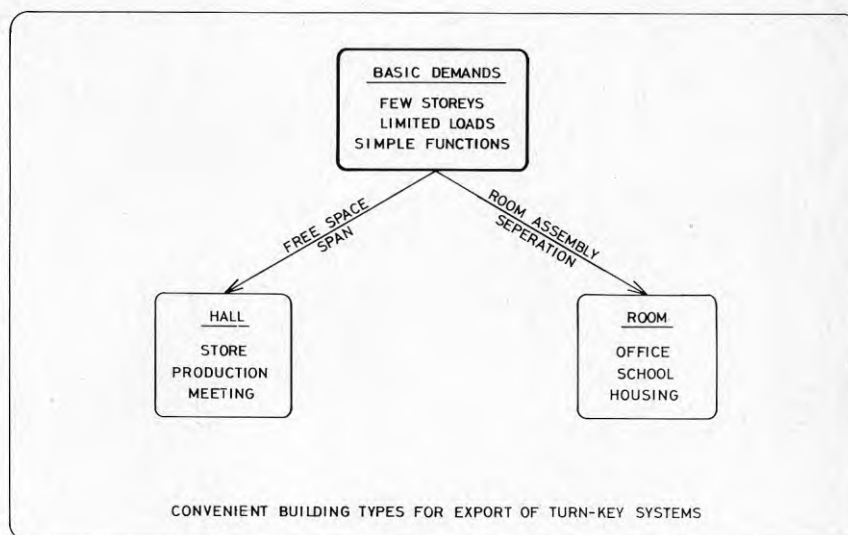 BASIC DEMANDS
FEW STOREYS
LIMITED LOADS
SIMPLE FUNCTIONS
FREE SPACE
SPAN
ROOM ASSEMBLY
SEPERATION
HALL
STORE
PRODUCTION
MEETING
ROOM
OFFICE
SCHOOL
HOUSING
CONVENIENT BUILDING TYPES FOR EXPORT OF TURN-KEY SYSTEMS